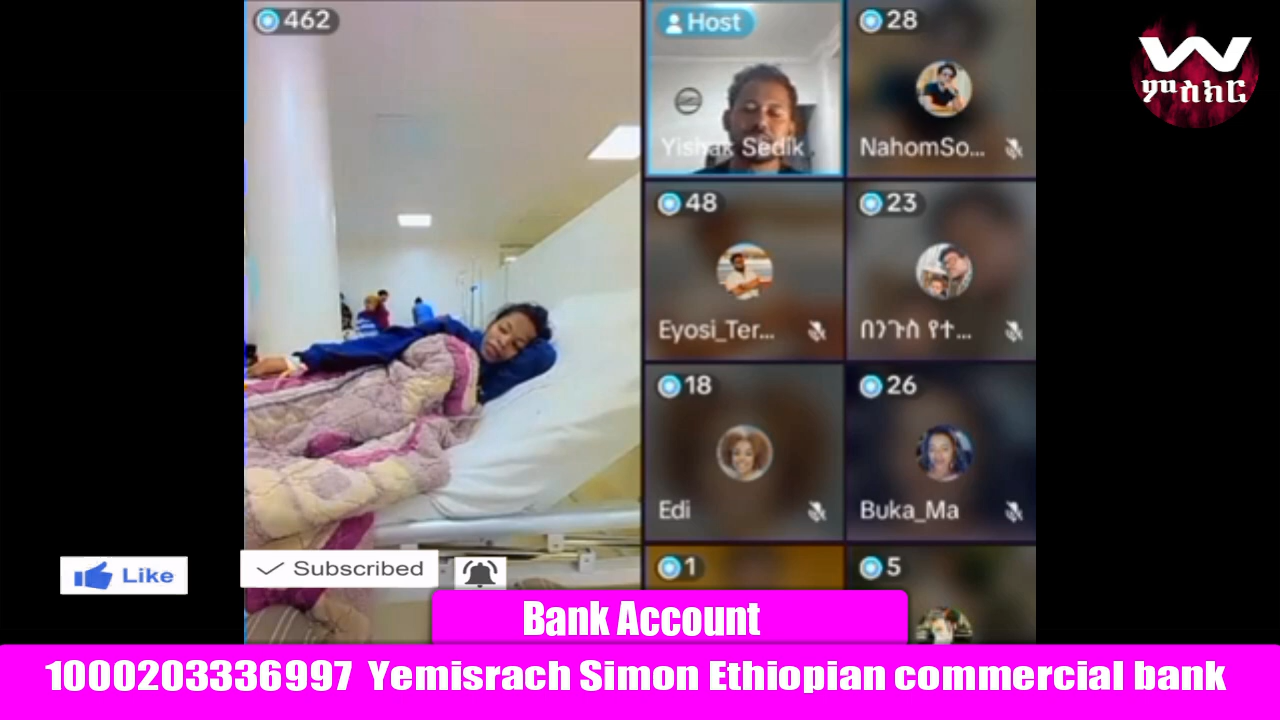 462
Host
Yishak Sedik
28
NahomSo...
48
Eyosi_Ter...
23
በንጉስ የተ...
18
Edi
26
Buka_Ma
1
5
ምስክር
Like
Subscribed
Bank Account
1000203336997 Yemisrach Simon Ethiopian commercial bank